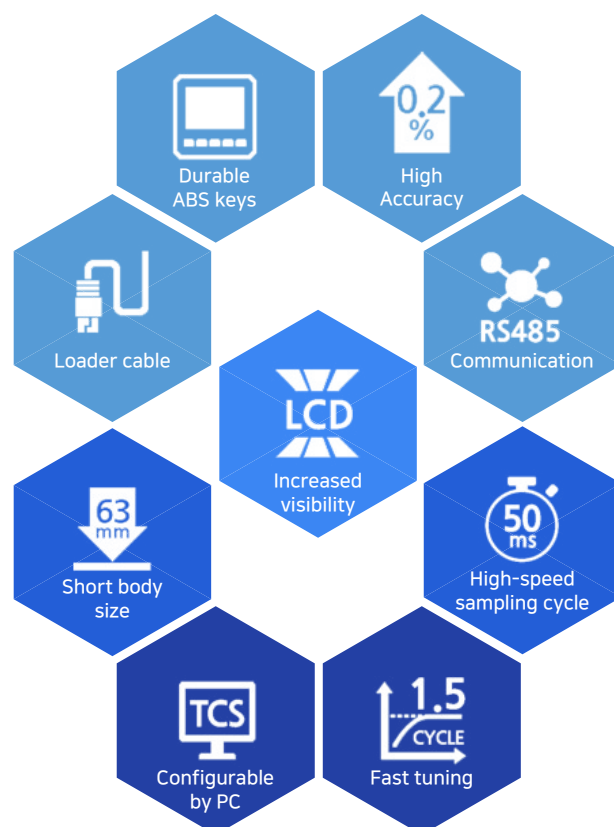 Durable
ABS keys
0.2
%
High
Accuracy
Loader cable
RS485
Communication
LCD
Increased
visibility
63
mm
Short body
size
50
ms
High-speed
sampling cycle
TCS
Configurable
by PC
1.5
CYCLE
Fast tuning